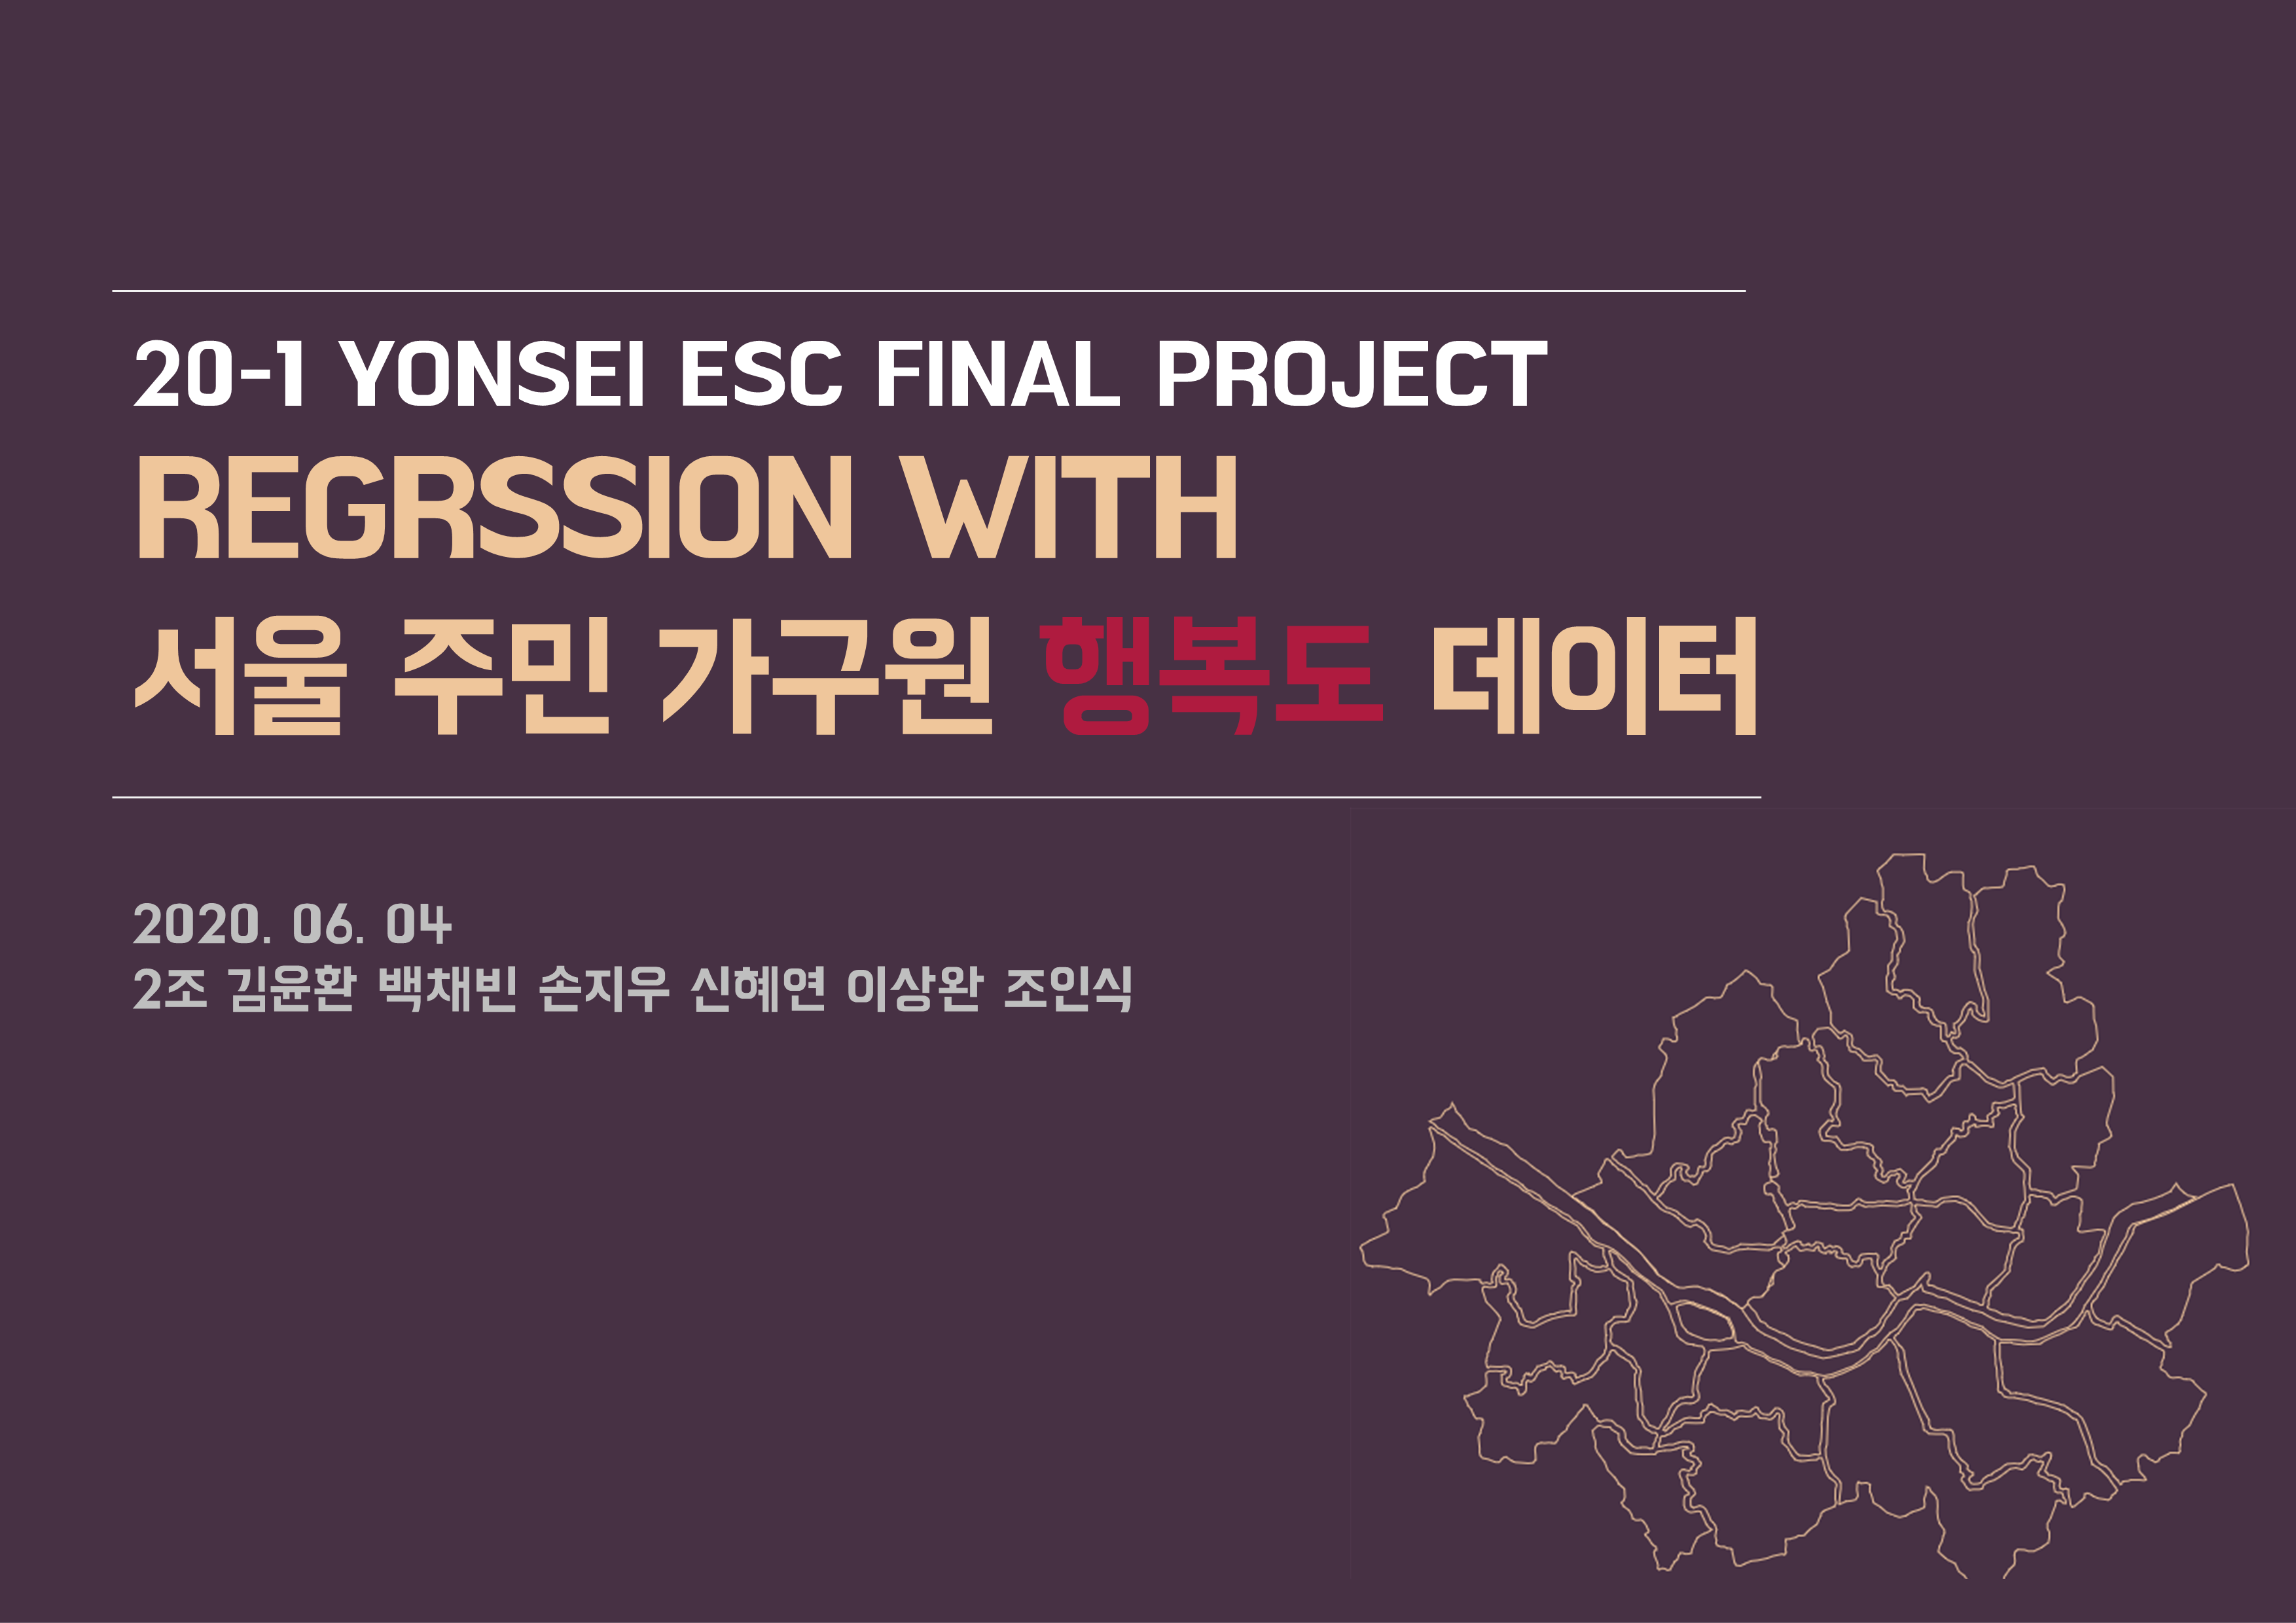 20-1 YONSEI ESC FINAL PROJECT
REGRSSION WITH
서울 주민 가구원 행복도 데이터
2020. 06. 04
2조 김윤환 백채빈 소지우 신혜연 이상완 조민식